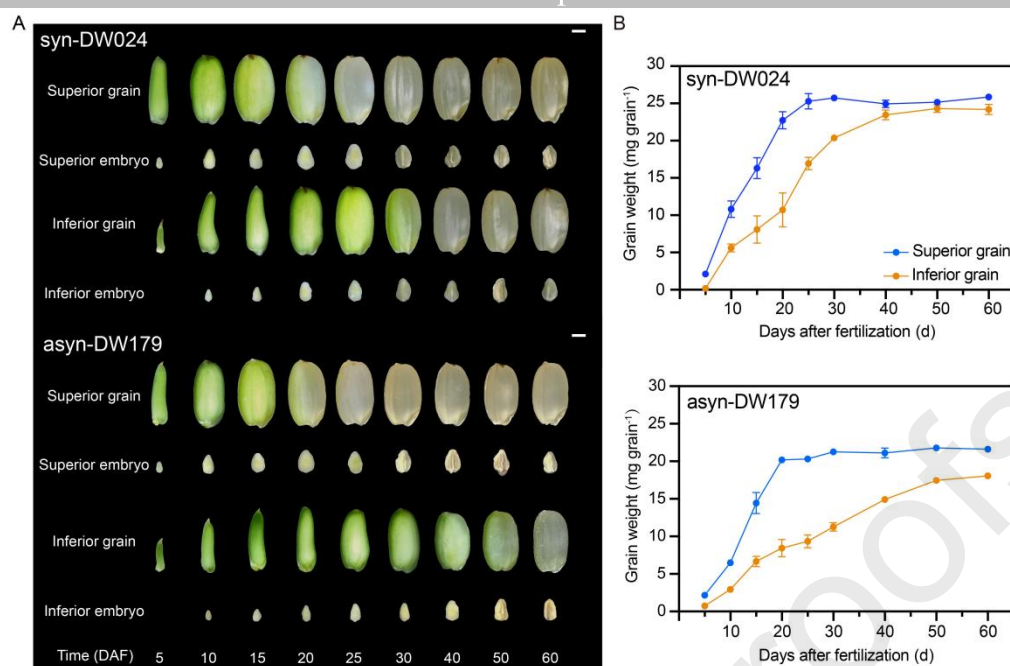 A
syn-DW024
Superior grain
Superior embryo
Inferior grain
Inferior embryo
asyn-DW179
Superior grain
Superior embryo
Inferior grain
Inferior embryo
Time (DAF) 5 10 15 20 25 30 40 50 60
B
syn-DW024
30
25
20
15
10
5
0
Grain weight (mg grain⁻¹)
Superior grain
Inferior grain
10 20 30 40 50 60
Days after fertilization (d)
asyn-DW179
30
25
20
15
10
5
0
Grain weight (mg grain⁻¹)
10 20 30 40 50 60
Days after fertilization (d)
roofs